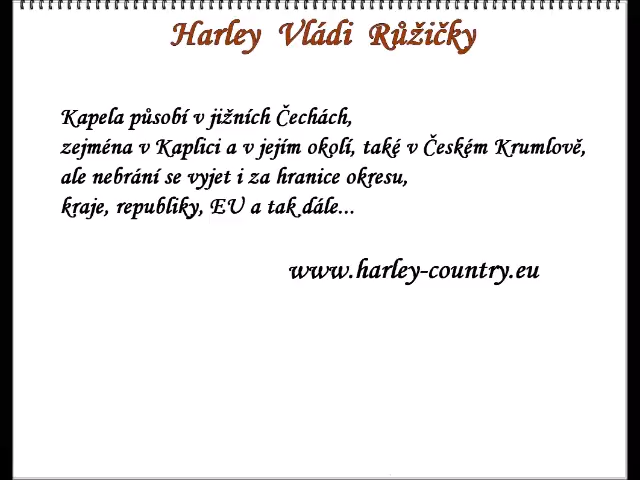 Harley Vládi Růžičky
Kapela působí v jižních Čechách,
zejména v Kaplici a v jejím okolí, také v Českém Krumlově,
ale nebrání se vyjet i za hranice okresu,
kraje, republiky, EU a tak dále...
www.harley-country.eu